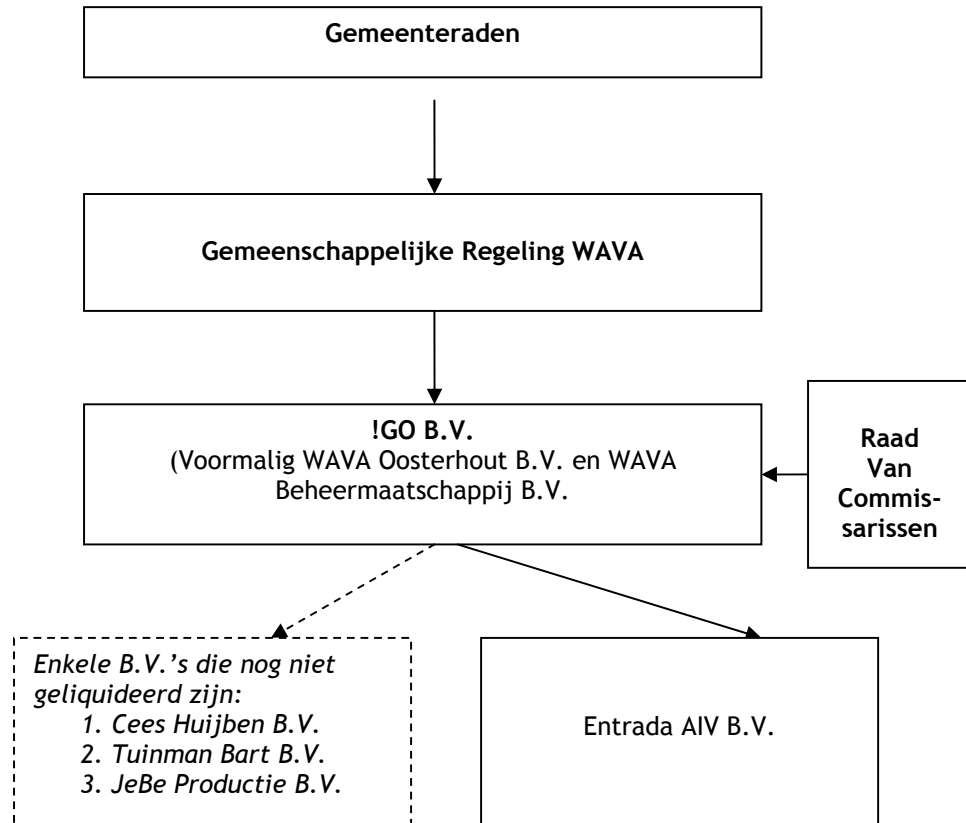 Gemeenteraden
Gemeenschappelijke Regeling WAVA
!GO B.V.
(Voormalig WAVA Oosterhout B.V. en WAVA
Beheermaatschappij B.V.
Raad
Van
Commis-
sarissen
Enkele B.V.’s die nog niet
geliquideerd zijn:
1. Cees Huijben B.V.
2. Tuinman Bart B.V.
3. JeBe Productie B.V.
Entrada AIV B.V.